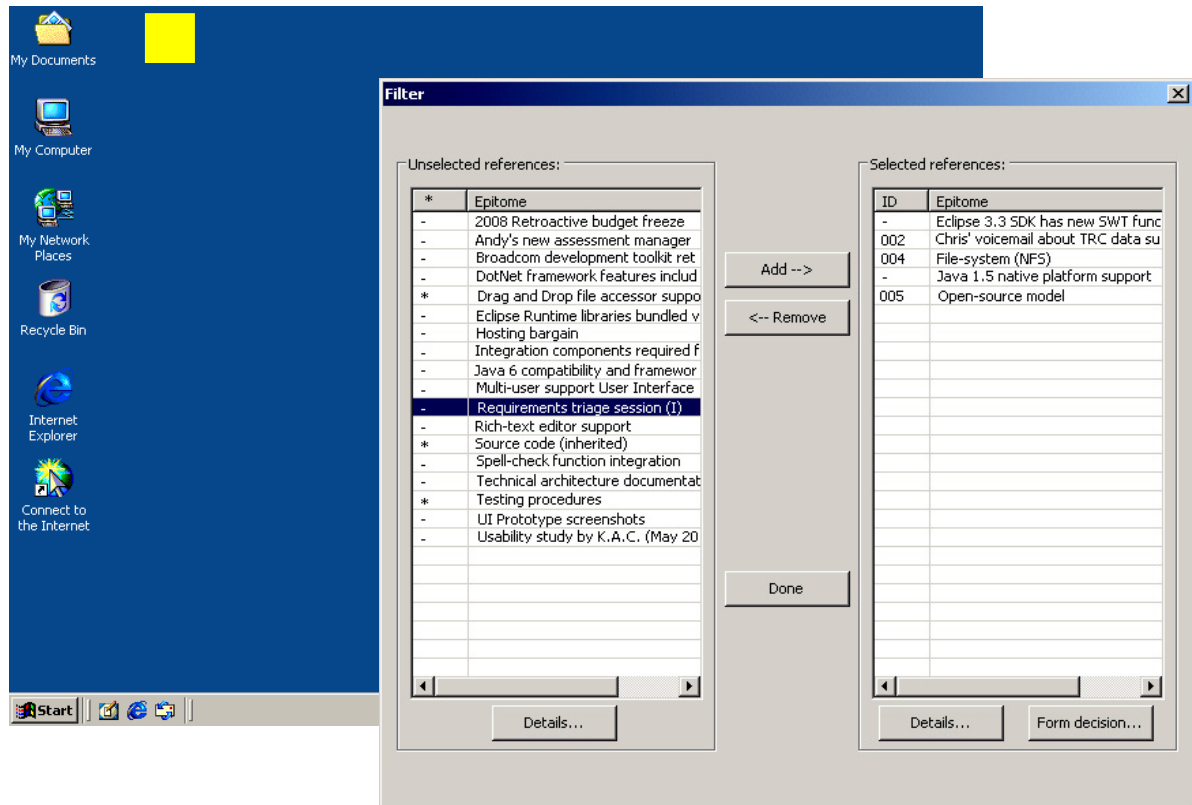 My Documents
My Computer
My Network
Places
Recycle Bin
Internet
Explorer
Connect to
the Internet
Start
Filter
Unselected references:
* Epitome
- 2008 Retroactive budget freeze
- Andy's new assessment manager
- Broadcom development toolkit ret
- DotNet framework features includ
* Drag and Drop file accessor suppo
- Eclipse Runtime libraries bundled v
- Hosting bargain
- Integration components required f
- Java 6 compatibility and framewor
- Multi-user support User Interface
- Requirements triage session (I)
- Rich-text editor support
* Source code (inherited)
- Spell-check function integration
- Technical architecture documentat
* Testing procedures
- UI Prototype screenshots
- Usability study by K.A.C. (May 20
Details...
Add -->
<-- Remove
Done
Selected references:
ID Epitome
- Eclipse 3.3 SDK has new SWT func
002 Chris' voicemail about TRC data su
004 File-system (NFS)
- Java 1.5 native platform support
005 Open-source model
Details...
Form decision...